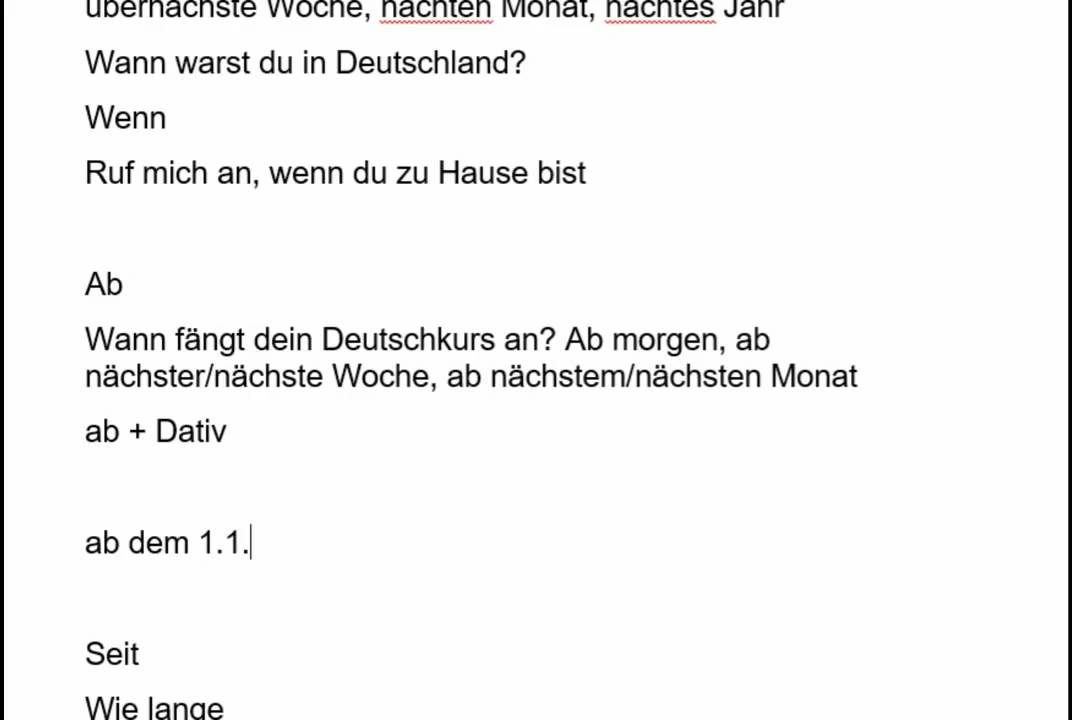 übernächste Woche, nächten Monat, nächtes Jahr
Wann warst du in Deutschland?
Wenn
Ruf mich an, wenn du zu Hause bist
Ab
Wann fängt dein Deutschkurs an? Ab morgen, ab
nächster/nächste Woche, ab nächstem/nächsten Monat
ab + Dativ
ab dem 1.1.
Seit
Wie lange